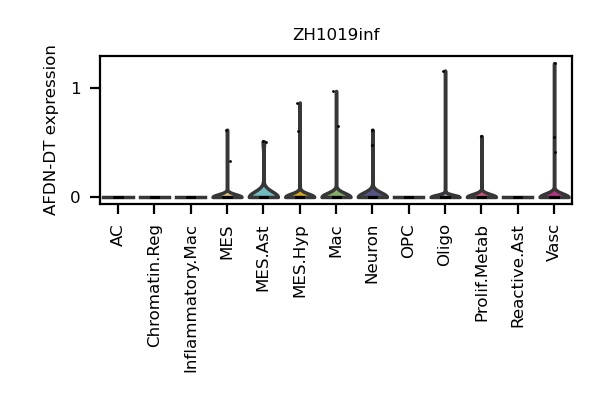 ZH1019inf
AFDN-DT expression
1
0
AC
Chromatin.Reg
Inflammatory.Mac
MES
MES.Ast
MES.Hyp
Mac
Neuron
OPC
Oligo
Prolif.Metab
Reactive.Ast
Vasc